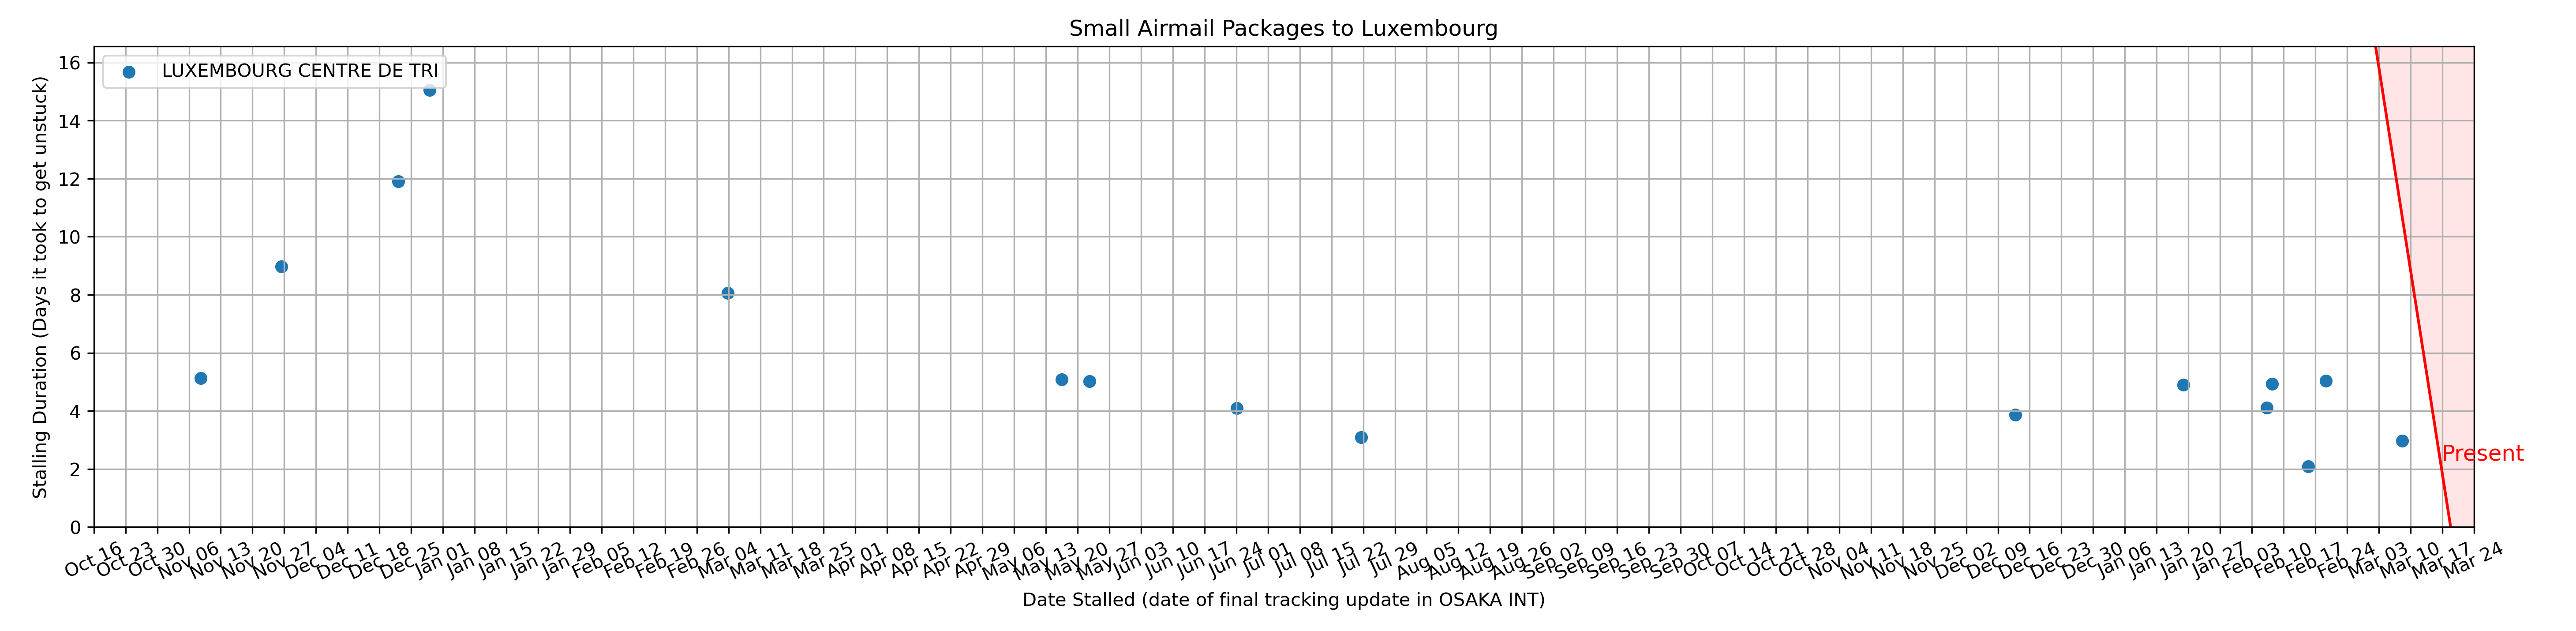 Small Airmail Packages to Luxembourg
LUXEMBOURG CENTRE DE TRI
Stalling Duration (Days it took to get unstuck)
16
14
12
10
8
6
4
2
0
Present
Oct 16
Oct 23
Oct 30
Nov 06
Nov 13
Nov 20
Nov 27
Dec 04
Dec 11
Dec 18
Dec 25
Jan 01
Jan 08
Jan 15
Jan 22
Jan 29
Feb 05
Feb 12
Feb 19
Feb 26
Mar 04
Mar 11
Mar 18
Mar 25
Apr 01
Apr 08
Apr 15
Apr 22
Apr 29
May 06
May 13
May 20
May 27
Jun 03
Jun 10
Jun 17
Jun 24
Jul 01
Jul 08
Jul 15
Jul 22
Jul 29
Aug 05
Aug 12
Aug 19
Aug 26
Sep 02
Sep 09
Sep 16
Sep 23
Sep 30
Oct 07
Oct 14
Oct 21
Oct 28
Nov 04
Nov 11
Nov 18
Nov 25
Dec 02
Dec 09
Dec 16
Dec 23
Dec 30
Jan 06
Jan 13
Jan 20
Jan 27
Feb 03
Feb 10
Feb 17
Feb 24
Mar 03
Mar 10
Mar 17
Mar 24
Date Stalled (date of final tracking update in OSAKA INT)